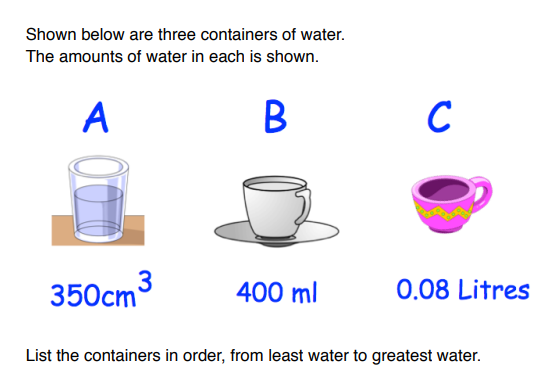 Shown below are three containers of water.
The amounts of water in each is shown.
A B C
350cm³ 400 ml 0.08 Litres
List the containers in order, from least water to greatest water.